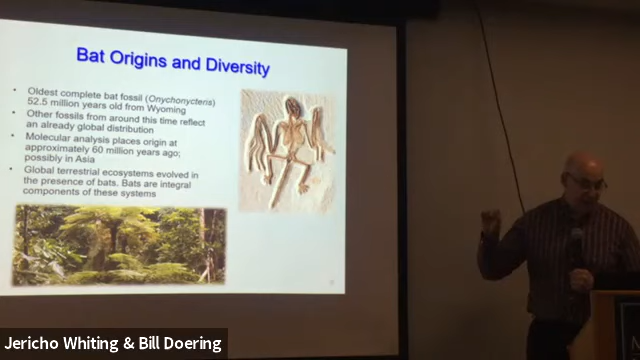 Bat Origins and Diversity
• Oldest complete bat fossil (Onychonycteris)
52.5 million years old from Wyoming
• Other fossils from around this time reflect
an already global distribution
• Molecular analysis places origin at
approximately 60 million years ago;
possibly in Asia
• Global terrestrial ecosystems evolved in
the presence of bats. Bats are integral
components of these systems
Jericho Whiting & Bill Doering